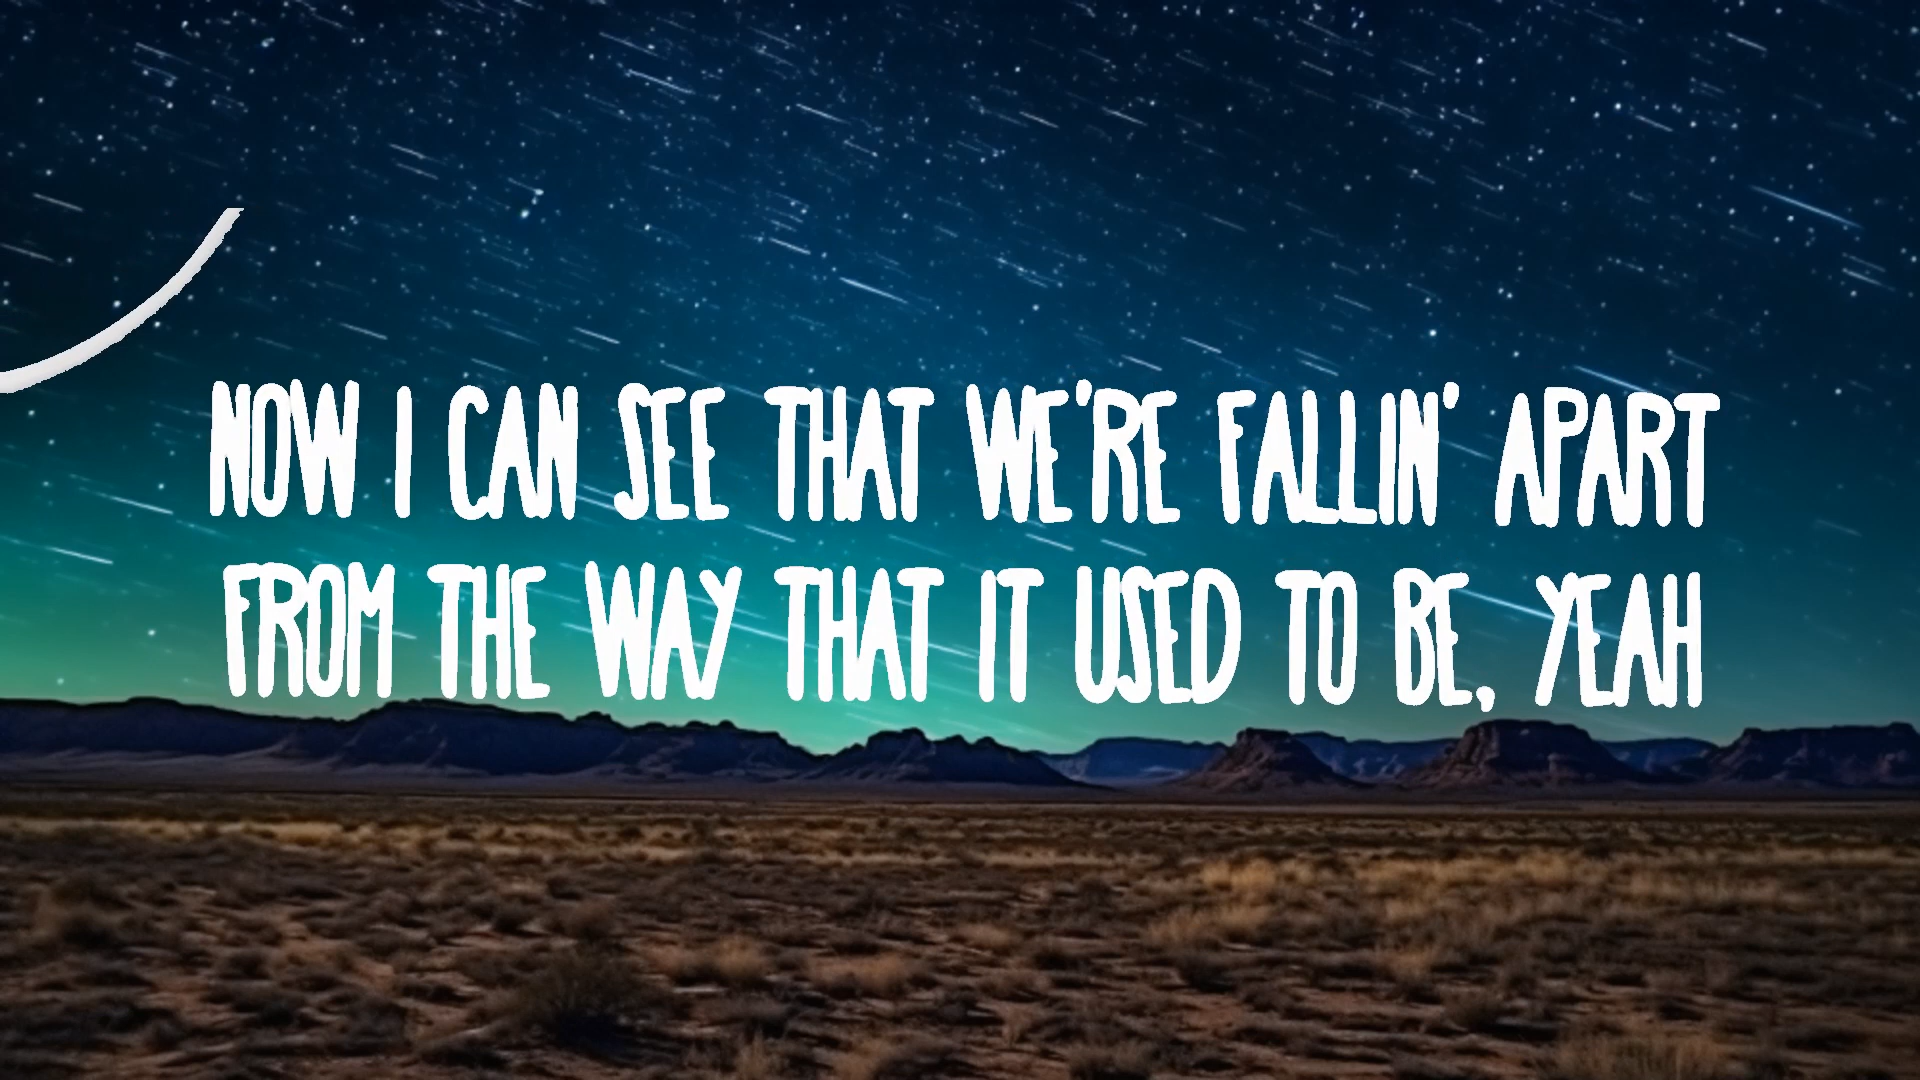 NOW I CAN SEE THAT WE'RE FALLIN' APART
FROM THE WAY THAT IT USED TO BE, YEAH